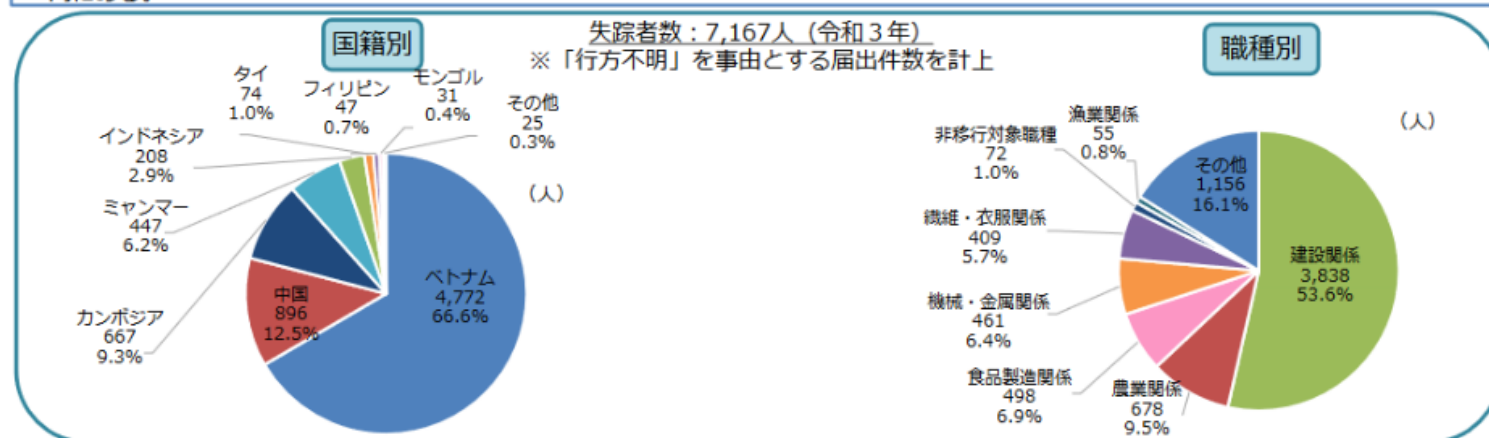 国籍別
失踪者数：7,167人（令和３年）
※「行方不明」を事由とする届出件数を計上
職種別
タイ
74
1.0%
フィリピン
47
0.7%
モンゴル
31
0.4%
その他
25
0.3%
インドネシア
208
2.9%
ミャンマー
447
6.2%
カンボジア
667
9.3%
中国
896
12.5%
ベトナム
4,772
66.6%
（人）
漁業関係
55
0.8%
非移行対象職種
72
1.0%
繊維・衣服関係
409
5.7%
機械・金属関係
461
6.4%
食品製造関係
498
6.9%
農業関係
678
9.5%
その他
1,156
16.1%
建設関係
3,838
53.6%
（人）